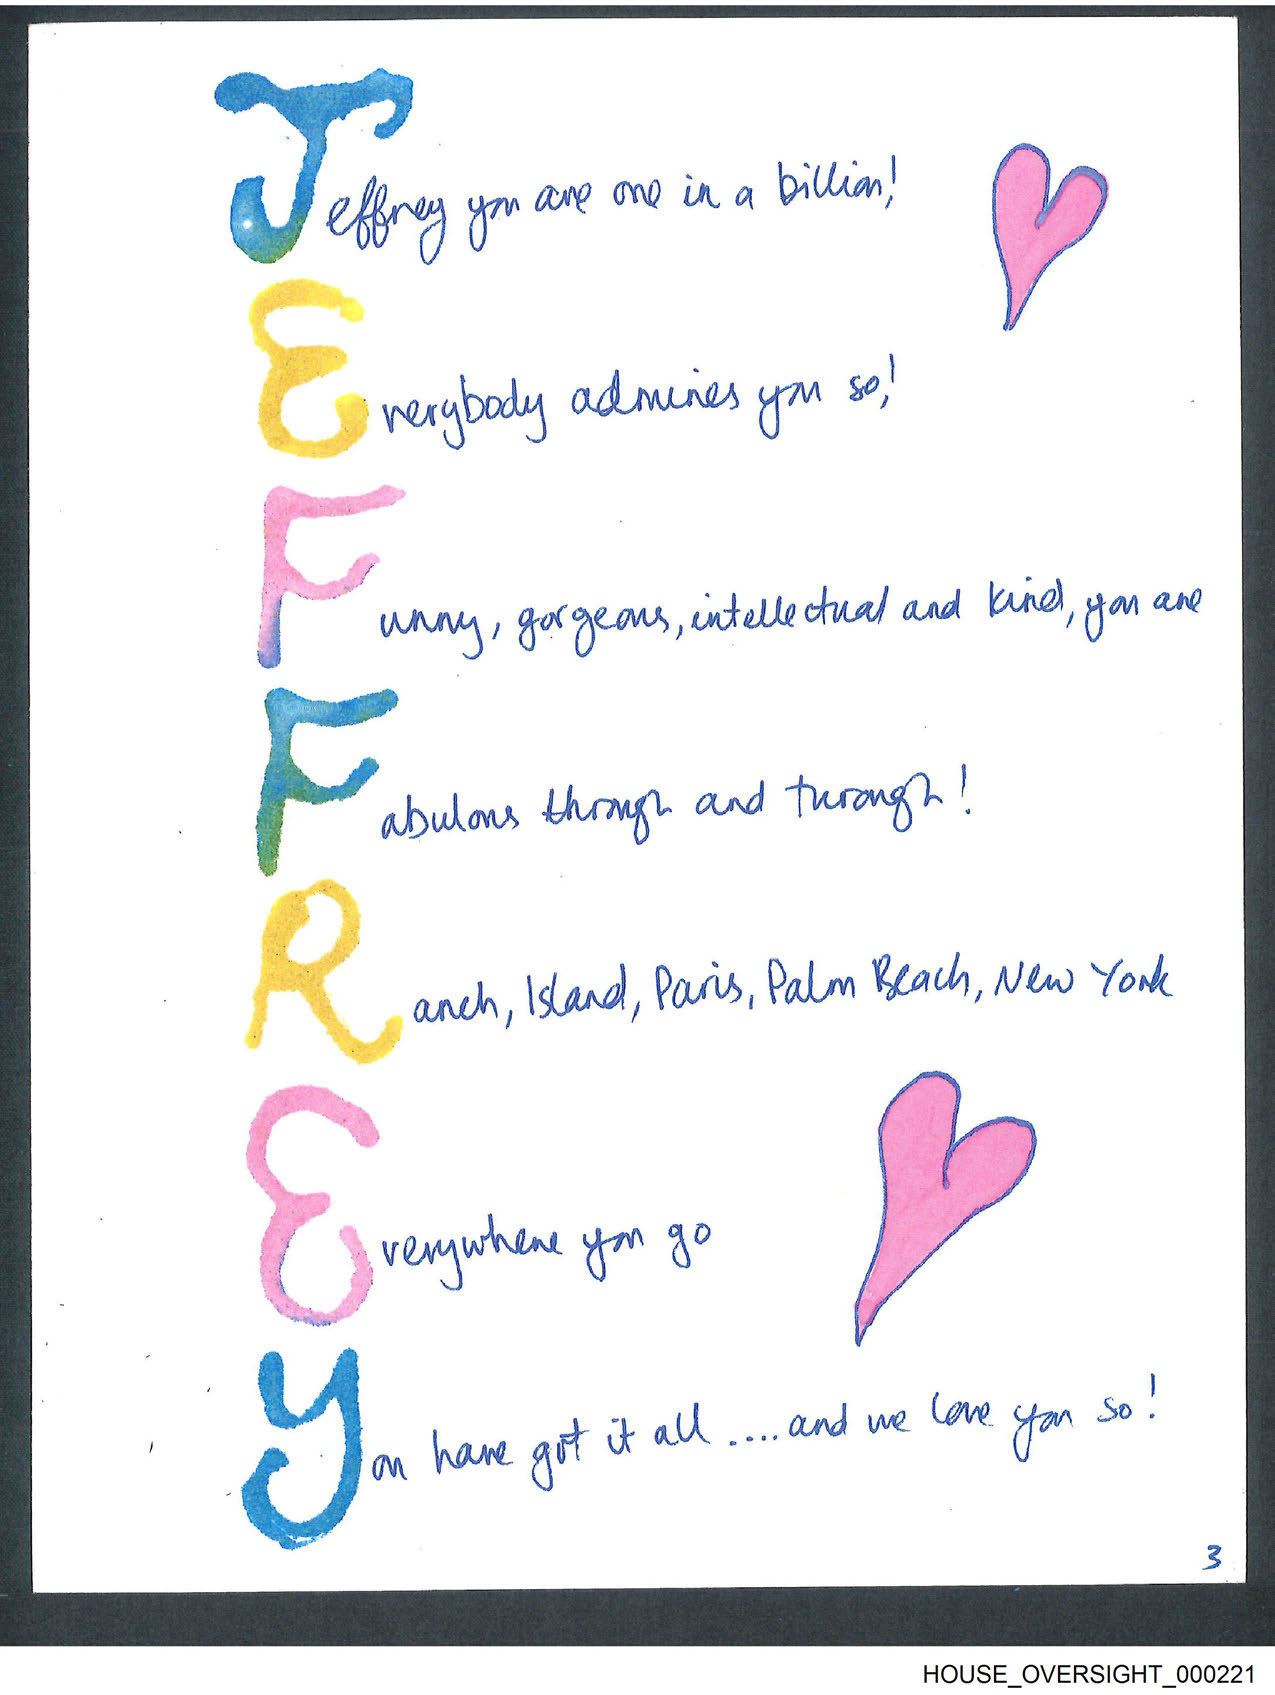 Jeffrey you are one in a billion!
Everybody admires you so!
Funny, gorgeous, intellectual and kind, you are
Fabulous through and through!
Ranch, Island, Paris, Palm Beach, New York
Everywhere you go
You have got it all ....and we love you so!
3
HOUSE_OVERSIGHT_000221